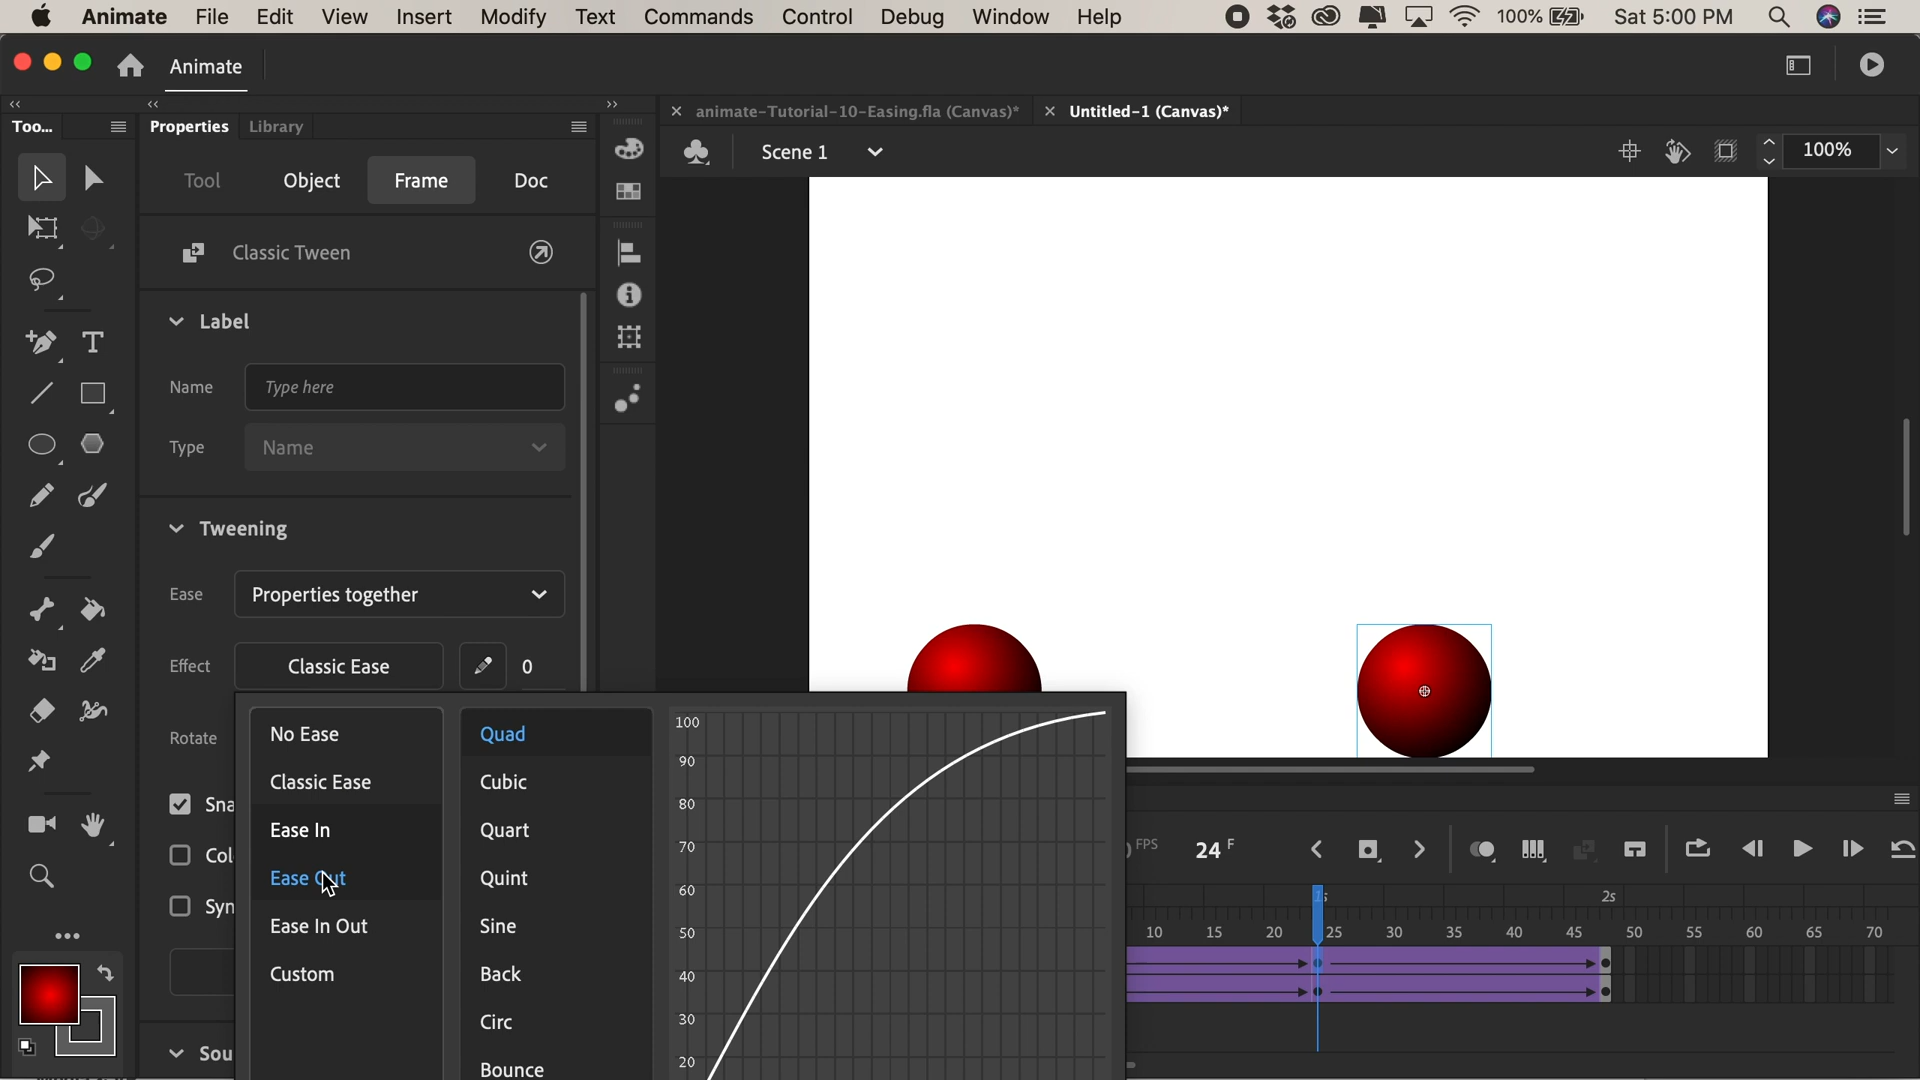 Animate File Edit View Insert Modify Text Commands Control Debug Window Help 100% Sat 5:00 PM
Animate
Too... Properties Library
animate-Tutorial-10-Easing.fla (Canvas)* Untitled-1 (Canvas)*
Tool Object Frame Doc
Scene 1 100%
Classic Tween
Label
Name Type here
Type Name
Tweening
Ease Properties together
Effect Classic Ease 0
Rotate
Sna
Col
Syn
Sou
No Ease
Classic Ease
Ease In
Ease Out
Ease In Out
Custom
Quad
Cubic
Quart
Quint
Sine
Back
Circ
Bounce
100
90
80
70
60
50
40
30
20
FPS 24 F
1s 2s
10 15 20 25 30 35 40 45 50 55 60 65 70